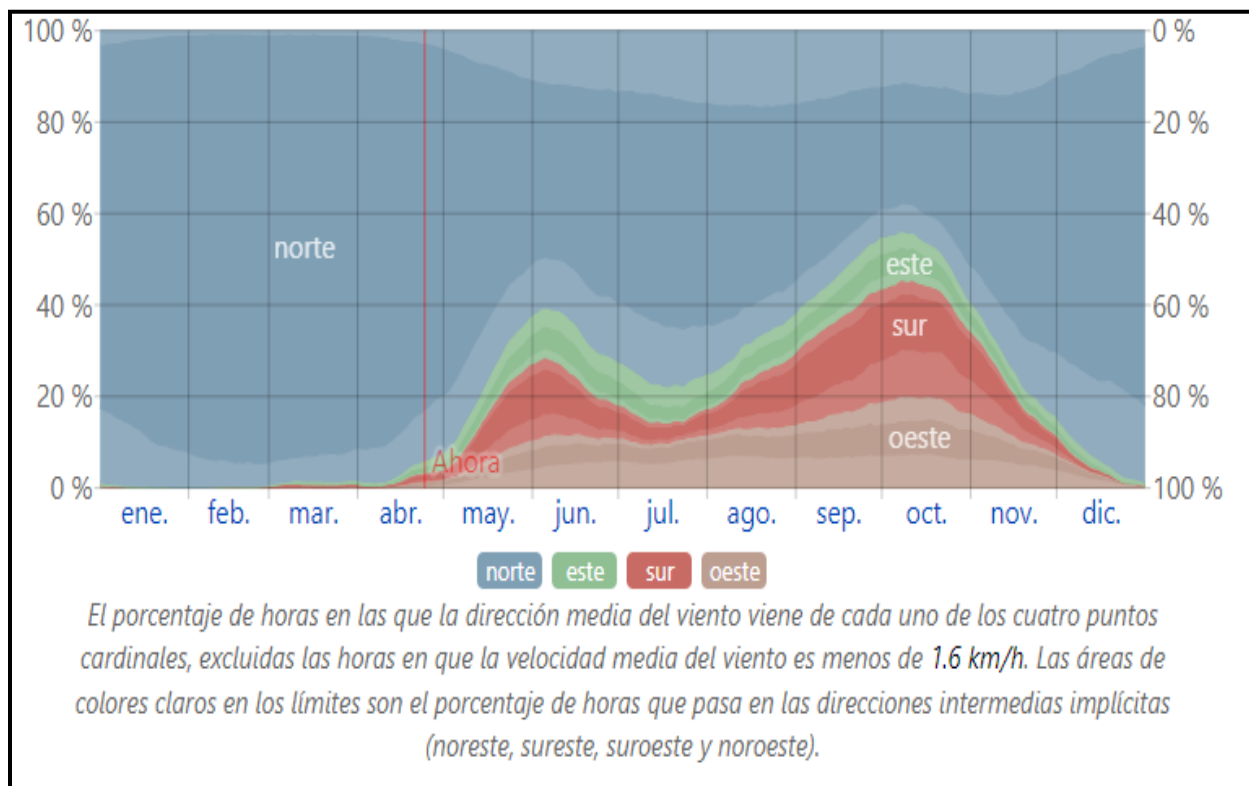 100 % 0 %
80 % 20 %
60 % 40 %
norte
este
40 % 60 %
sur
20 % 80 %
oeste
Ahora
0 % 100 %
ene. feb. mar. abr. may. jun. jul. ago. sep. oct. nov. dic.
norte este sur oeste
El porcentaje de horas en las que la dirección media del viento viene de cada uno de los cuatro puntos
cardinales, excluidas las horas en que la velocidad media del viento es menos de 1.6 km/h. Las áreas de
colores claros en los límites son el porcentaje de horas que pasa en las direcciones intermedias implícitas
(noreste, sureste, suroeste y noroeste).